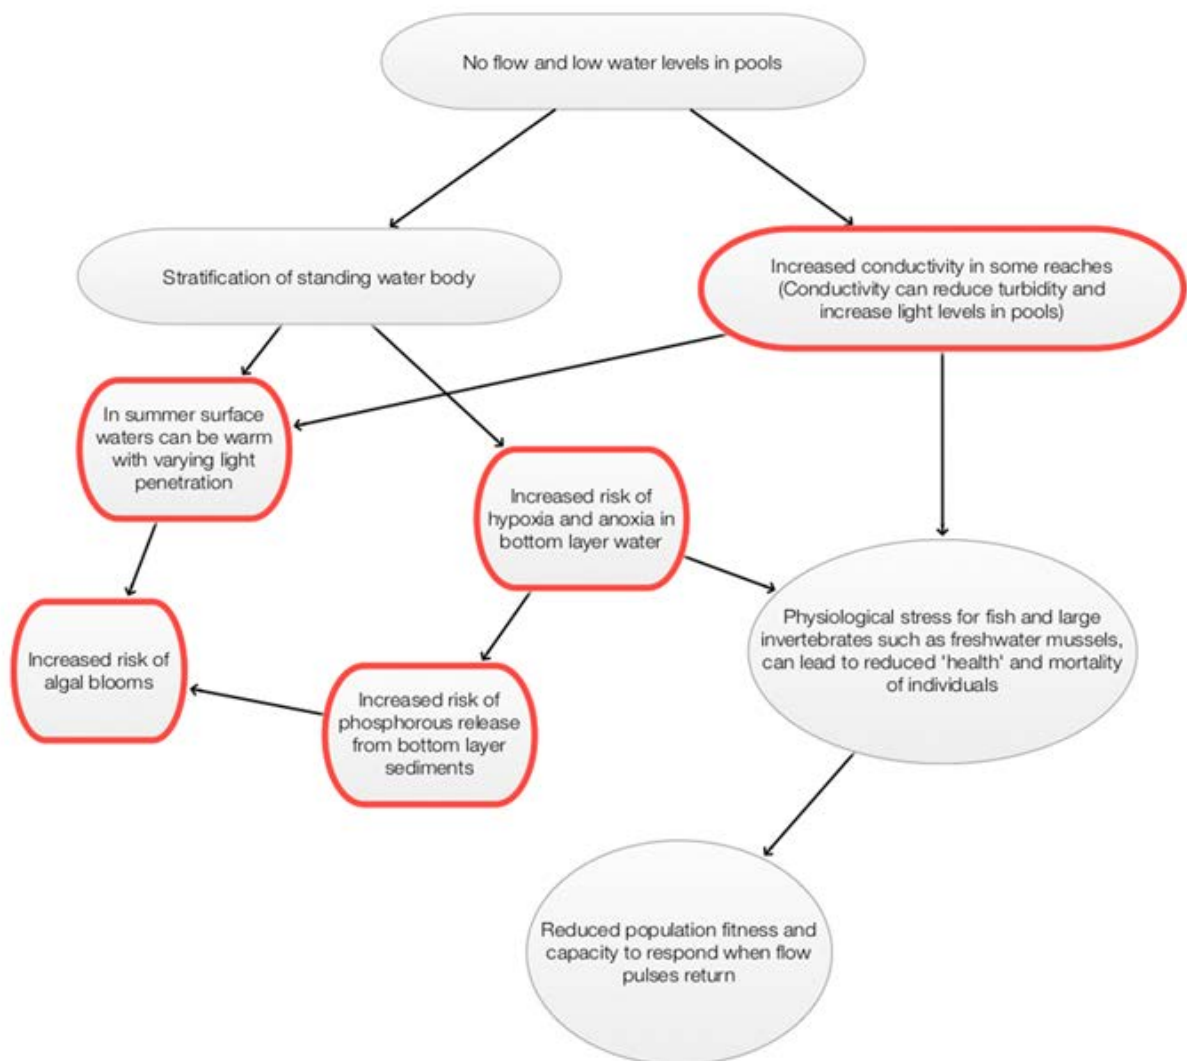 No flow and low water levels in pools
Stratification of standing water body
Increased conductivity in some reaches
(Conductivity can reduce turbidity and
increase light levels in pools)
In summer surface
waters can be warm
with varying light
penetration
Increased risk of
hypoxia and anoxia in
bottom layer water
Increased risk of
algal blooms
Increased risk of
phosphorous release
from bottom layer
sediments
Physiological stress for fish and large
invertebrates such as freshwater mussels,
can lead to reduced 'health' and mortality
of individuals
Reduced population fitness and
capacity to respond when flow
pulses return